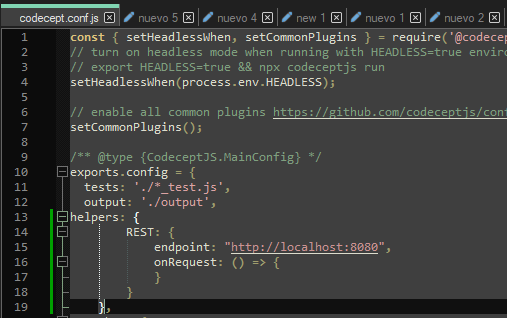 codecept.conf.js nuevo 5 nuevo 4 new 1 nuevo 1 nuevo 2
1 const { setHeadlessWhen, setCommonPlugins } = require('@codecep
2 // turn on headless mode when running with HEADLESS=true enviro
3 // export HEADLESS=true && npx codeceptjs run
4 setHeadlessWhen(process.env.HEADLESS);
5
6 // enable all common plugins https://github.com/codeceptjs/con
7 setCommonPlugins();
8
9 /** @type {CodeceptJS.MainConfig} */
10 exports.config = {
11 tests: './*_test.js',
12 output: './output',
13 helpers: {
14 REST: {
15 endpoint: "http://localhost:8080",
16 onRequest: () => {
17 }
18 }
19 },